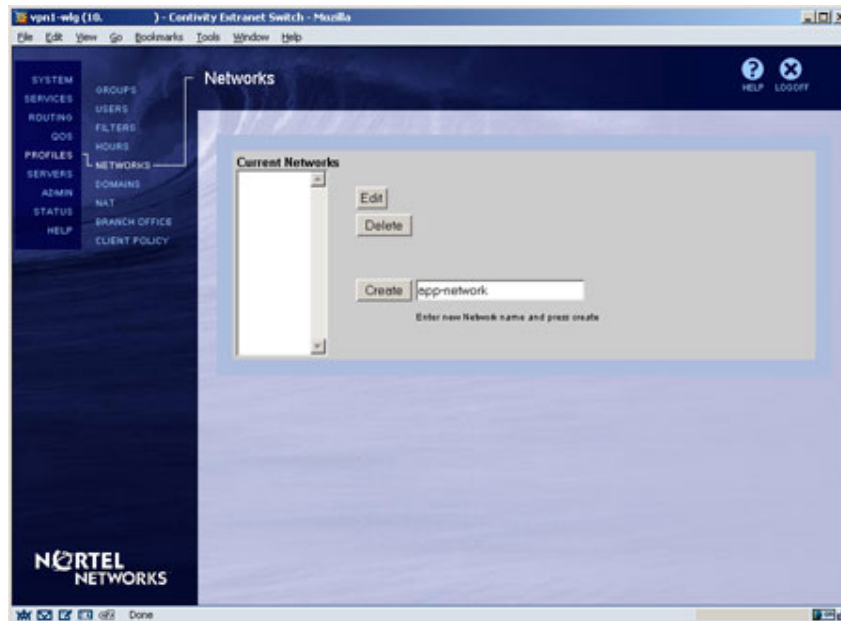 vpn1-wlg (10. ) - Contivity Extranet Switch - Mozilla
File Edit View Go Bookmarks Tools Window Help
Networks
HELP
LOGOFF
SYSTEM
SERVICES
ROUTING
QOS
PROFILES
SERVERS
ADMIN
STATUS
HELP
GROUPS
USERS
FILTERS
HOURS
NETWORKS
DOMAINS
NAT
BRANCH OFFICE
CLIENT POLICY
Current Networks
Edit
Delete
Create
app-network
Enter new Network name and press create
NORTEL
NETWORKS
Done